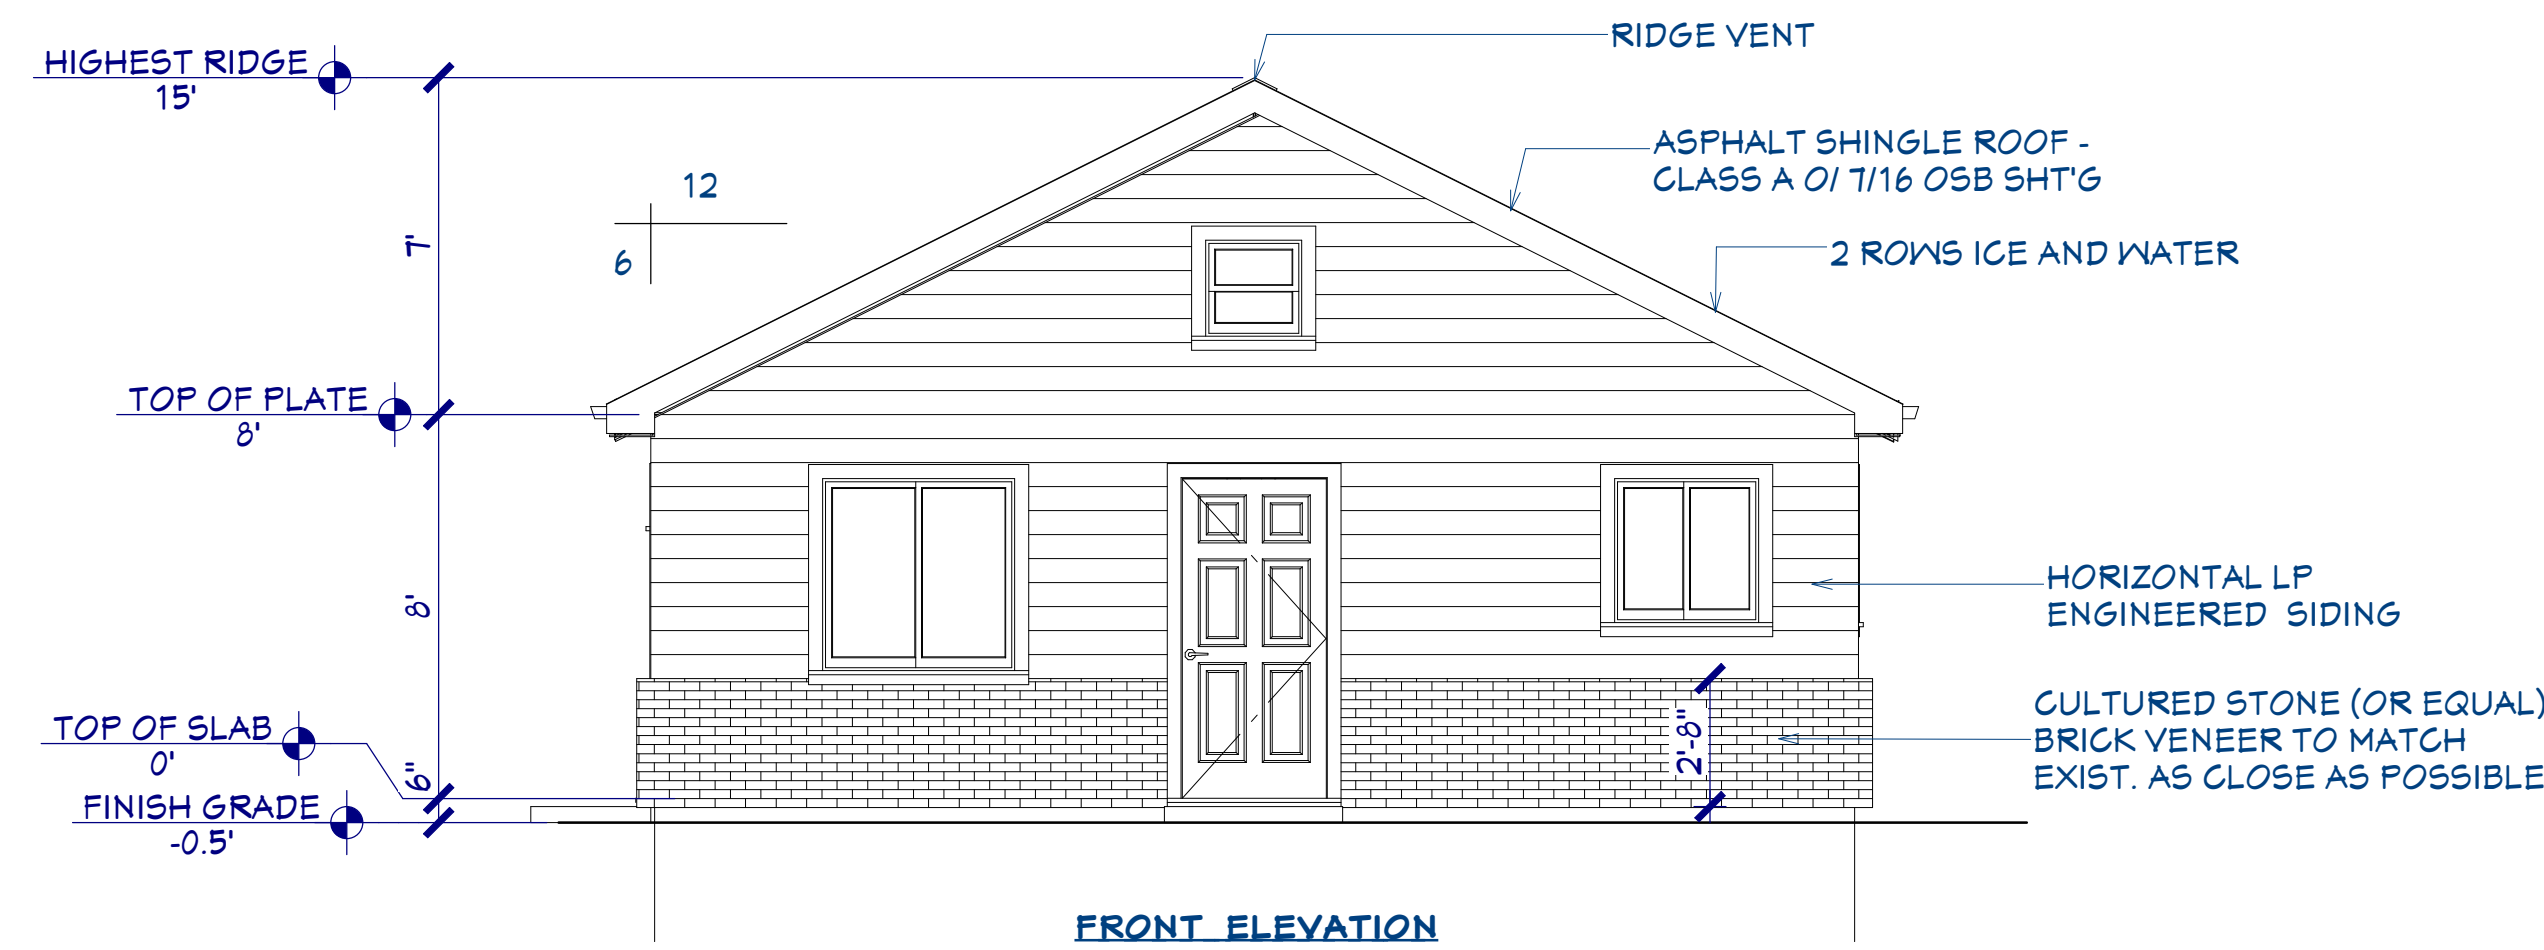 RIDGE VENT
HIGHEST RIDGE
15'
ASPHALT SHINGLE ROOF -
CLASS A O/ 7/16 OSB SHT'G
12
7'
6
2 ROWS ICE AND WATER
TOP OF PLATE
8'
8'
HORIZONTAL LP
ENGINEERED SIDING
2'-8"
CULTURED STONE (OR EQUAL)
BRICK VENEER TO MATCH
EXIST. AS CLOSE AS POSSIBLE
TOP OF SLAB
0'
6"
FINISH GRADE
-0.5'
FRONT ELEVATION